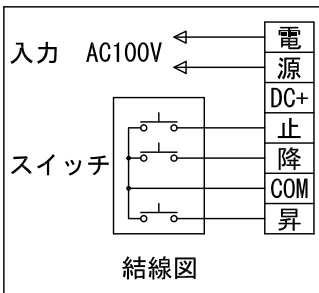 入力 AC100V
電
源
DC+
止
降
COM
昇
スイッチ
結線図